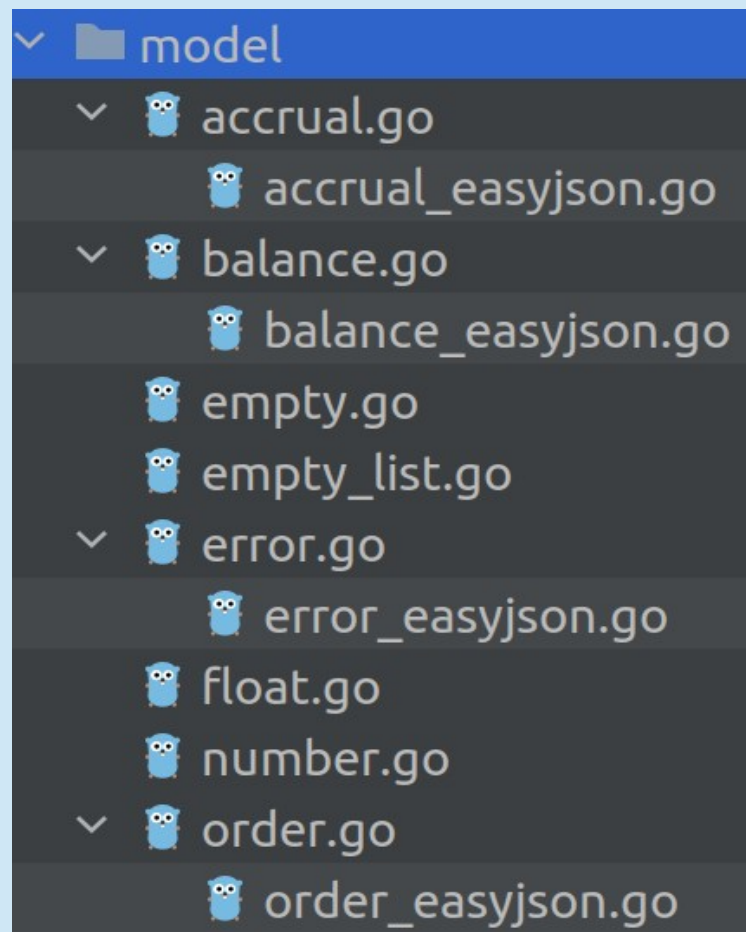 model
accrual.go
accrual_easyjson.go
balance.go
balance_easyjson.go
empty.go
empty_list.go
error.go
error_easyjson.go
float.go
number.go
order.go
order_easyjson.go